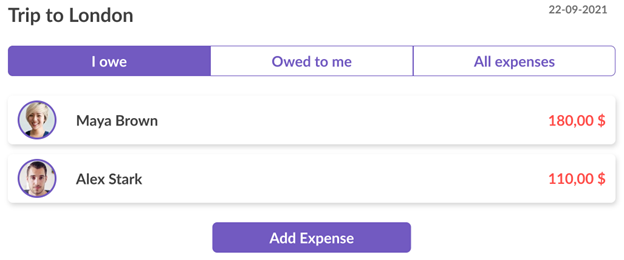 Trip to London
22-09-2021
I owe
Owed to me
All expenses
Maya Brown
180,00 $
Alex Stark
110,00 $
Add Expense